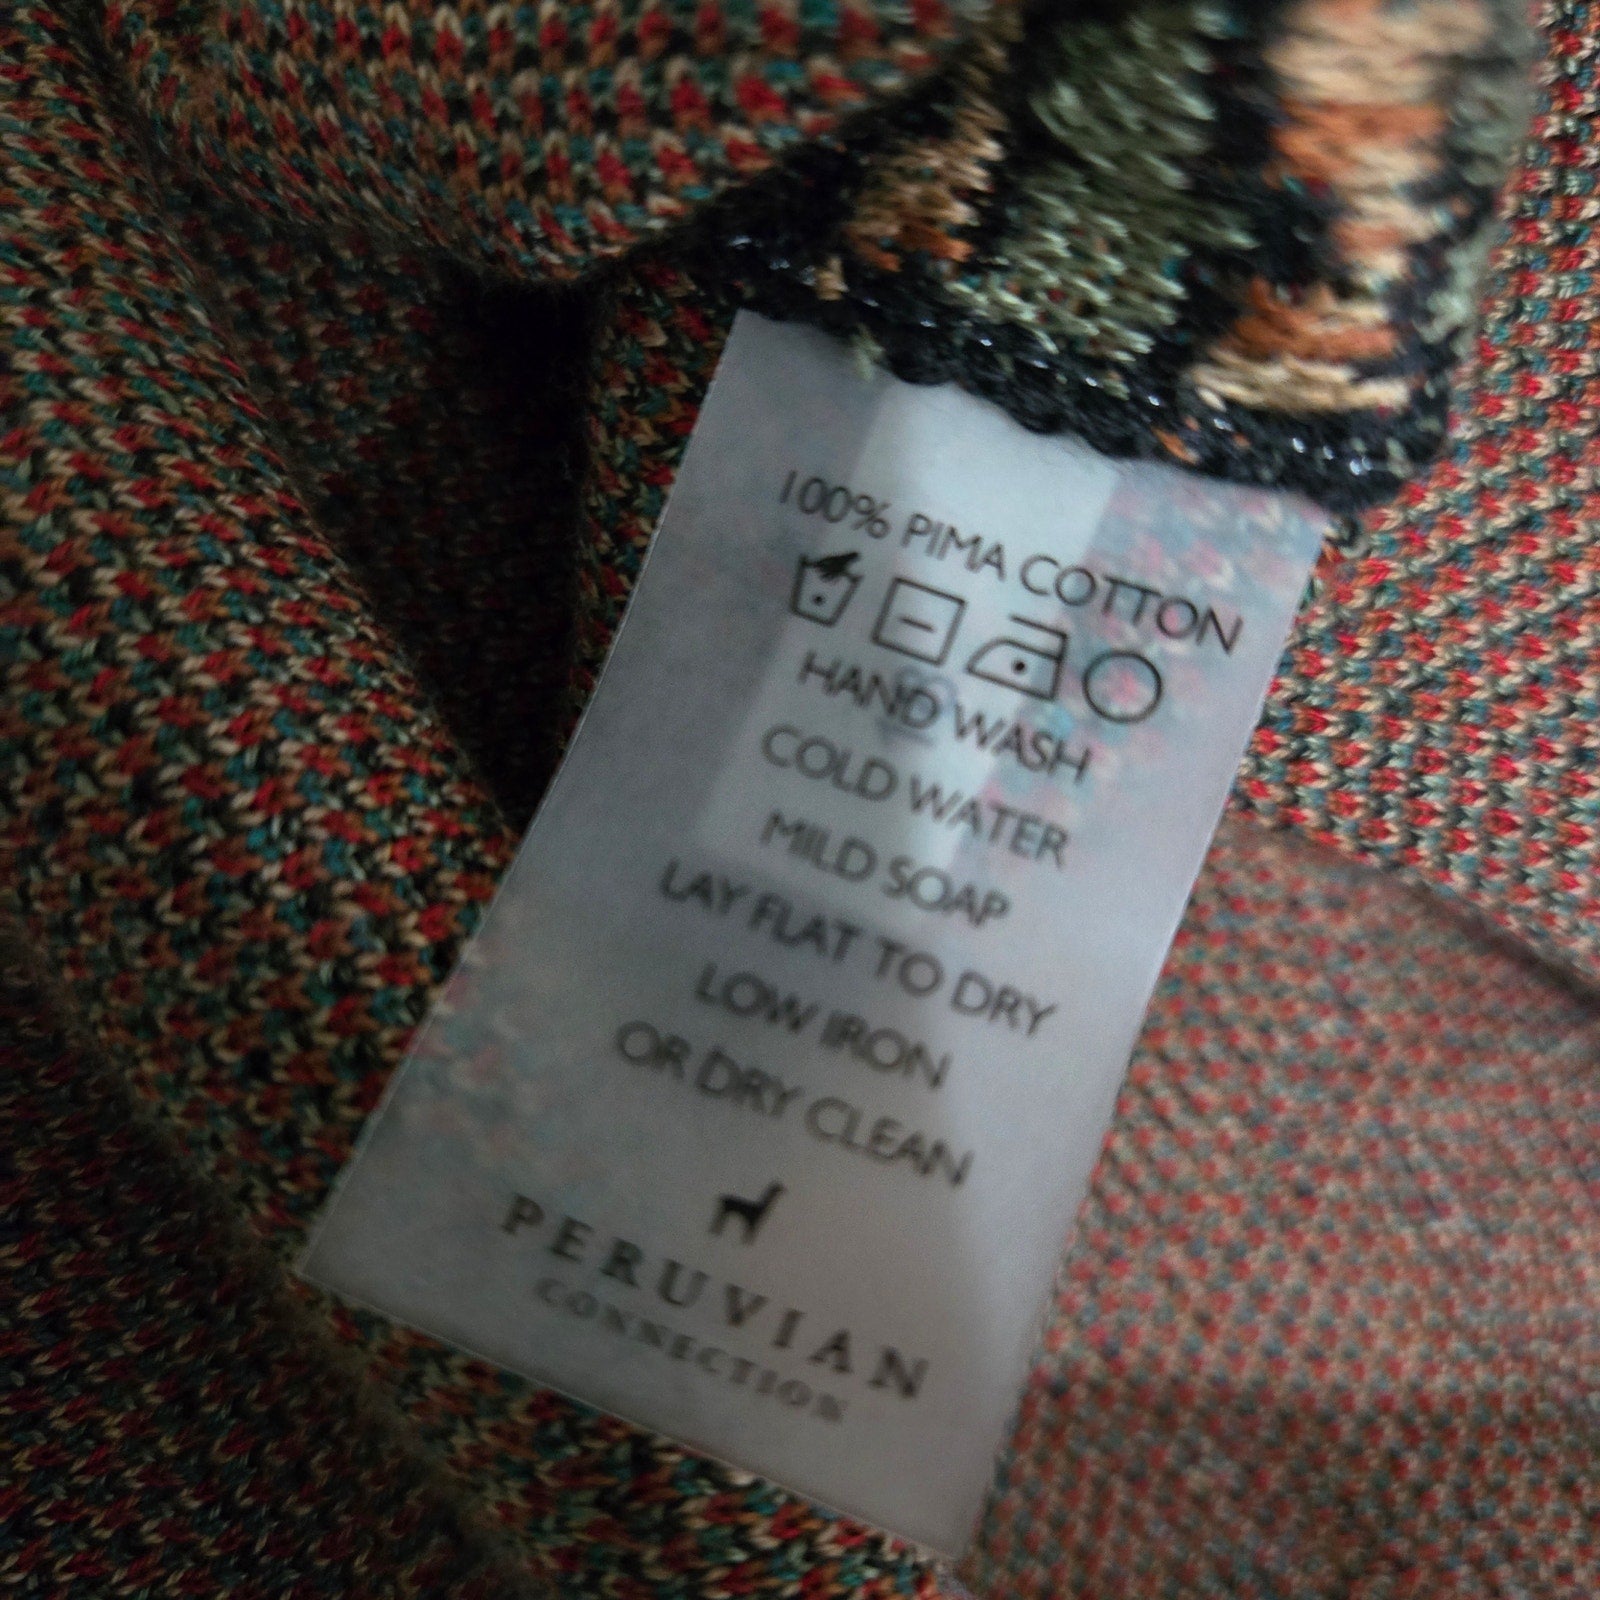 100% PIMA COTTON
HAND WASH
COLD WATER
MILD SOAP
LAY FLAT TO DRY
LOW IRON
OR DRY CLEAN
PERUVIAN
CONNECTION